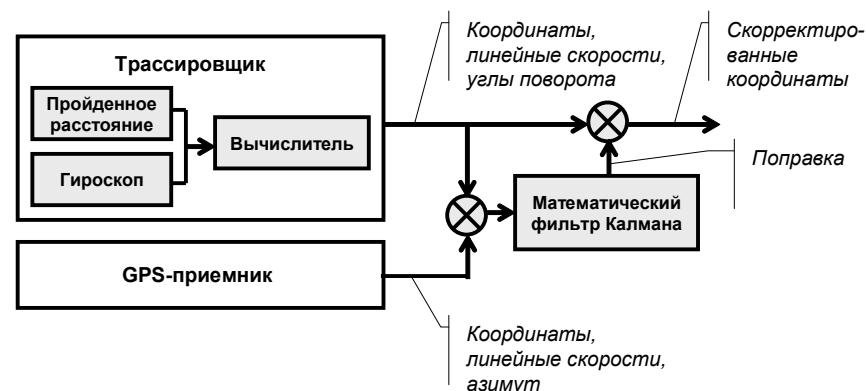 Трассировщик
Пройденное
расстояние
Гироскоп
Вычислитель
GPS-приемник
Координаты,
линейные скорости,
углы поворота
Скорректиро-
ванные
координаты
Поправка
Математический
фильтр Калмана
Координаты,
линейные скорости,
азимут